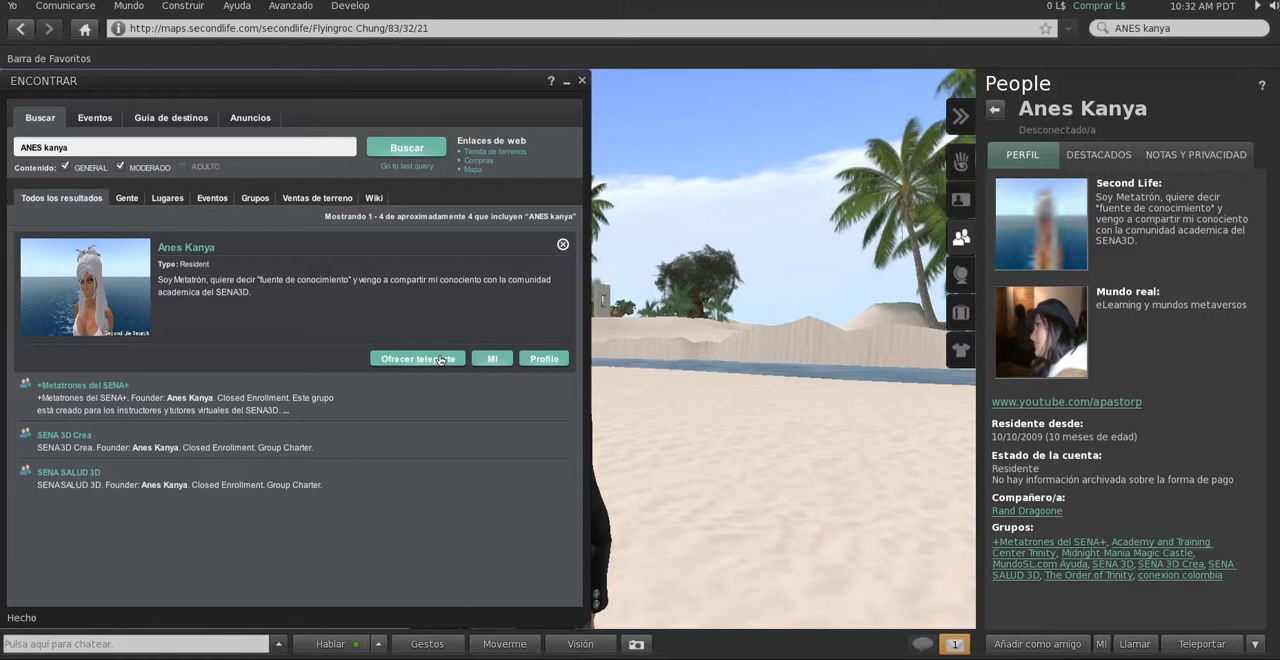 Yo Comunicarse Mundo Construir Ayuda Avanzado Develop 0 L$ Comprar L$ 10:32 AM PDT
http://maps.secondlife.com/secondlife/Flyingroc Chung/83/32/21 ANES kanya
Barra de Favoritos
ENCONTRAR ?
Buscar Eventos Guía de destinos Anuncios
ANES kanya Buscar
Contenido: GENERAL MODERADO ADULTO Go to last query
Enlaces de web
Tienda de terrenos
Compras
Mapa
Todos los resultados Gente Lugares Eventos Grupos Ventas de terreno Wiki
Mostrando 1 - 4 de aproximadamente 4 que incluyen "ANES kanya"
Anes Kanya
Type: Resident
Soy Metatrón, quiere decir "fuente de conocimiento" y vengo a compartir mi conociento con la comunidad
academica del SENA3D.
Second Life Search
Ofrecer teleporte MI Profile
+Metatrones del SENA+
+Metatrones del SENA+. Founder: Anes Kanya. Closed Enrollment. Este grupo
está creado para los instructores y tutores virtuales del SENA3D. ...
SENA 3D Crea
SENA3D Crea. Founder: Anes Kanya. Closed Enrollment. Group Charter.
SENA SALUD 3D
SENASALUD 3D. Founder: Anes Kanya. Closed Enrollment. Group Charter.
Hecho
People ?
Anes Kanya
Desconectado/a
PERFIL DESTACADOS NOTAS Y PRIVACIDAD
Second Life:
Soy Metatrón, quiere decir
"fuente de conocimiento" y
vengo a compartir mi conociento
con la comunidad academica del
SENA3D.
Mundo real:
eLearning y mundos metaversos
www.youtube.com/apastorp
Residente desde:
10/10/2009 (10 meses de edad)
Estado de la cuenta:
Residente
No hay información archivada sobre la forma de pago
Compañero/a:
Rand Dragoone
Grupos:
+Metatrones del SENA+, Academy and Training
Center Trinity, Midnight Mania Magic Castle,
MundoSL.com Ayuda, SENA 3D, SENA 3D Crea, SENA
SALUD 3D, The Order of Trinity, conexion colombia
Pulsa aquí para chatear. Hablar Gestos Moverme Visión 1 Añadir como amigo MI Llamar Teleportar